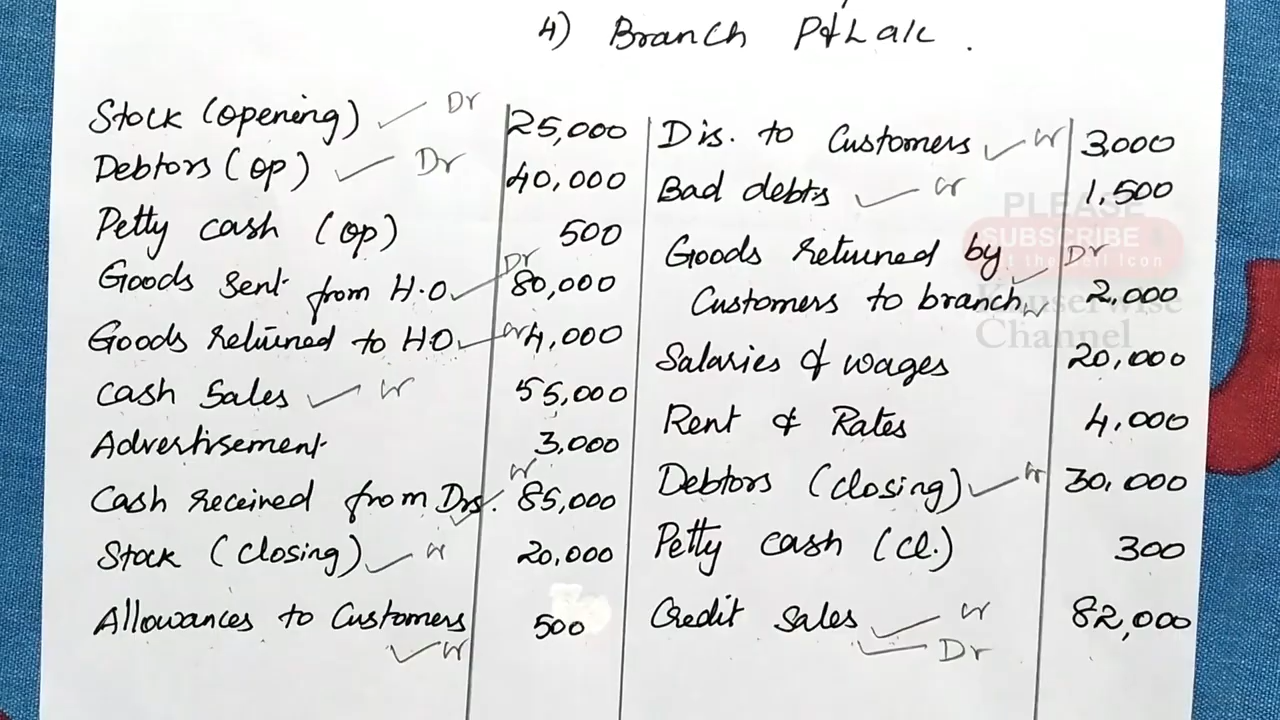 4) Branch P&L a/c.
Stock (opening) ✓ Dr 25,000
Debtors (op) ✓ Dr 40,000
Petty cash (op) 500
Goods sent from H.O ✓ Dr 80,000
Goods returned to HO ✓ Cr 4,000
Cash Sales ✓ Cr 55,000
Advertisement 3,000
Cash received from Drs. ✓ Cr 85,000
Stock (closing) ✓ Cr 20,000
Allowances to Customers 500
✓ Cr
Dis. to Customers ✓ Cr 3,000
Bad debts ✓ Cr 1,500
Goods returned by ✓ Dr
Customers to branch Cr 2,000
Salaries & wages 20,000
Rent & Rates 4,000
Debtors (closing) ✓ Cr 30,000
Petty cash (cl.) 300
Credit Sales ✓ Cr 82,000
✓ Dr
PLEASE
SUBSCRIBE
Channel